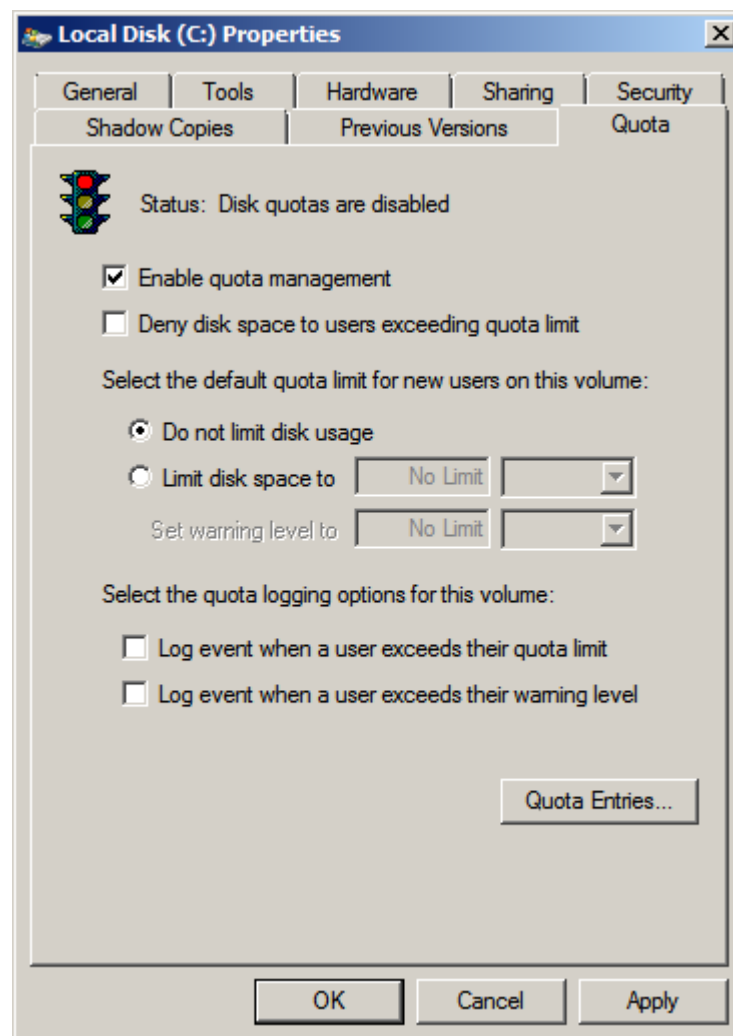 Local Disk (C:) Properties
General Tools Hardware Sharing Security
Shadow Copies Previous Versions Quota
Status: Disk quotas are disabled
Enable quota management
Deny disk space to users exceeding quota limit
Select the default quota limit for new users on this volume:
Do not limit disk usage
Limit disk space to No Limit
Set warning level to No Limit
Select the quota logging options for this volume:
Log event when a user exceeds their quota limit
Log event when a user exceeds their warning level
Quota Entries...
OK Cancel Apply